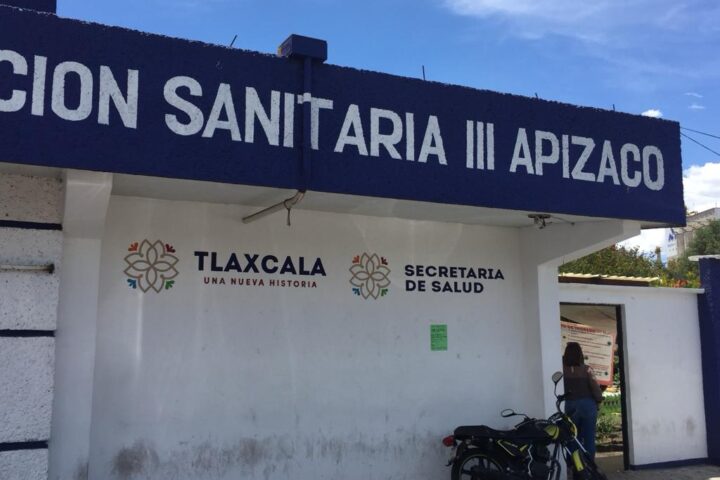 CION SANITARIA III APIZACO
TLAXCALA
UNA NUEVA HISTORIA
SECRETARIA
DE SALUD